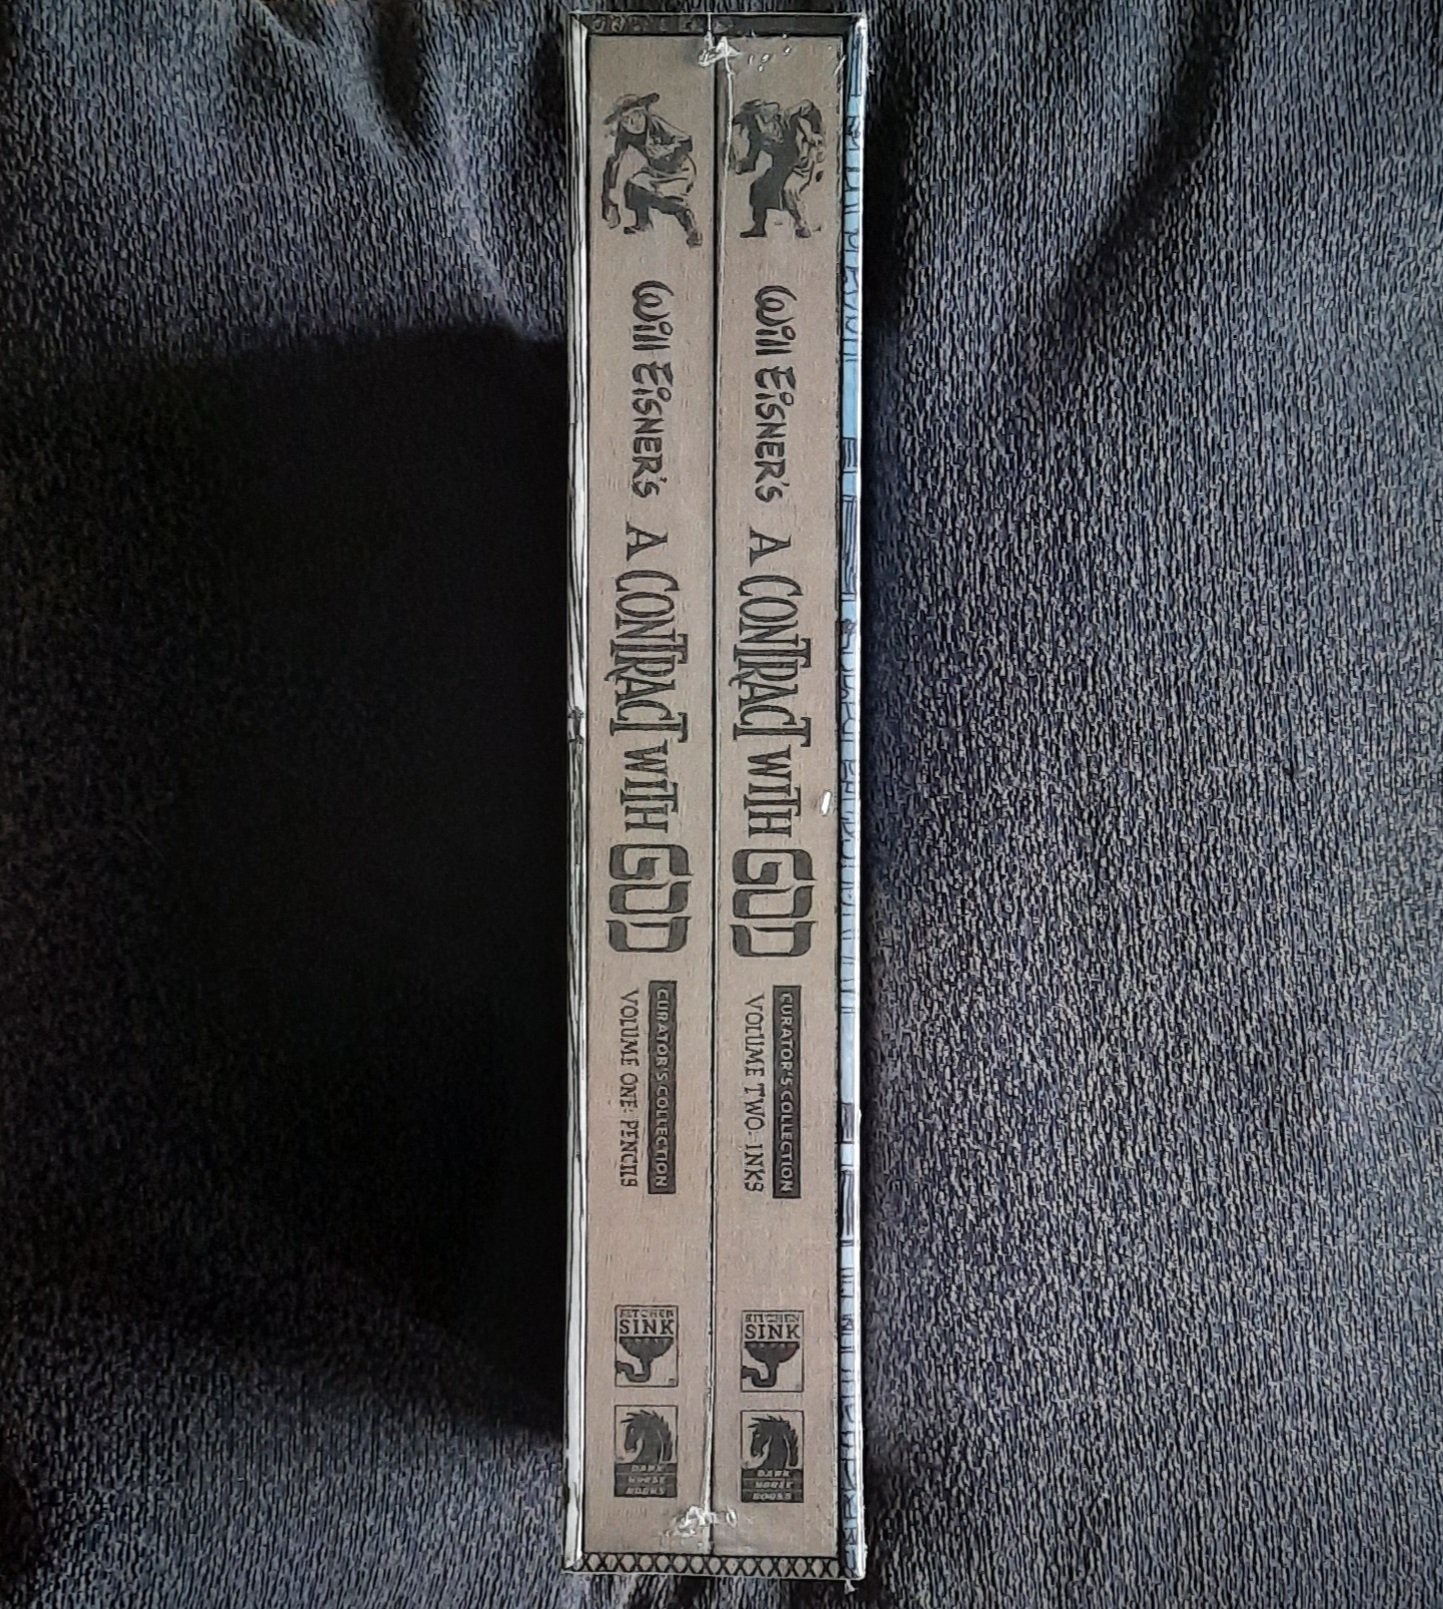 Will Eisner's A CONTRACT WITH GOD
CURATOR'S COLLECTION
VOLUME ONE: PENCILS
KITCHEN
SINK
DARK
HORSE
BOOKS
Will Eisner's A CONTRACT WITH GOD
CURATOR'S COLLECTION
VOLUME TWO: INKS
KITCHEN
SINK
DARK
HORSE
BOOKS